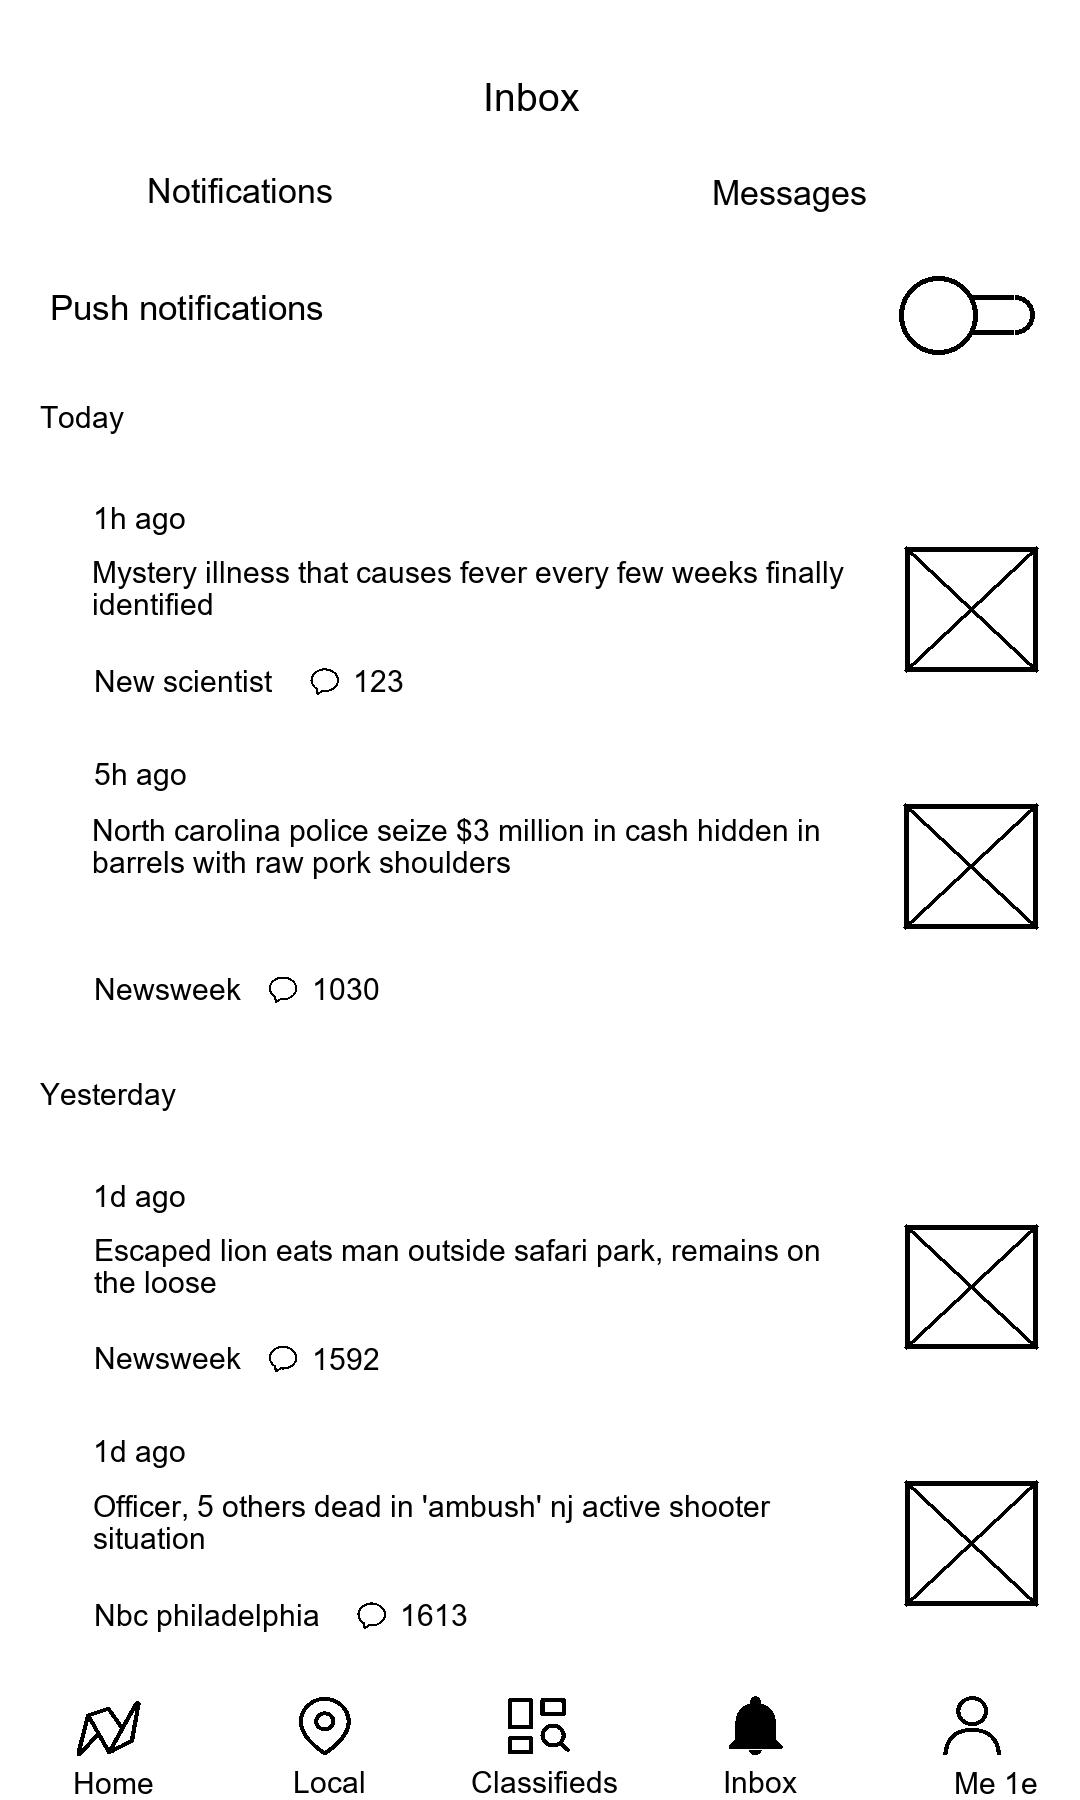 Inbox
Notifications
Messages
Push notifications
Today
1h ago
Mystery illness that causes fever every few weeks finally
identified
New scientist 123
5h ago
North carolina police seize $3 million in cash hidden in
barrels with raw pork shoulders
Newsweek 1030
Yesterday
1d ago
Escaped lion eats man outside safari park, remains on
the loose
Newsweek 1592
1d ago
Officer, 5 others dead in 'ambush' nj active shooter
situation
Nbc philadelphia 1613
Home
Local
Classifieds
Inbox
Me 1e